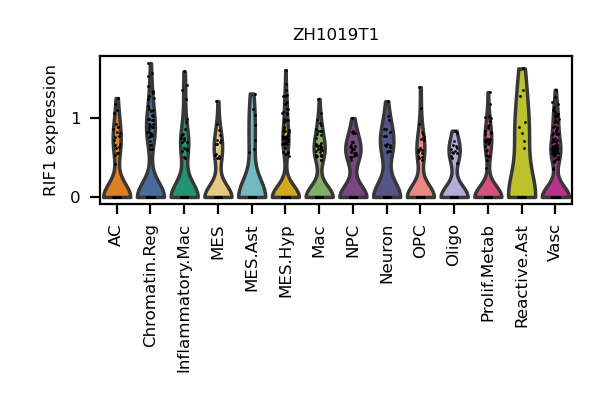 ZH1019T1
RIF1 expression
1
0
AC
Chromatin.Reg
Inflammatory.Mac
MES
MES.Ast
MES.Hyp
Mac
NPC
Neuron
OPC
Oligo
Prolif.Metab
Reactive.Ast
Vasc